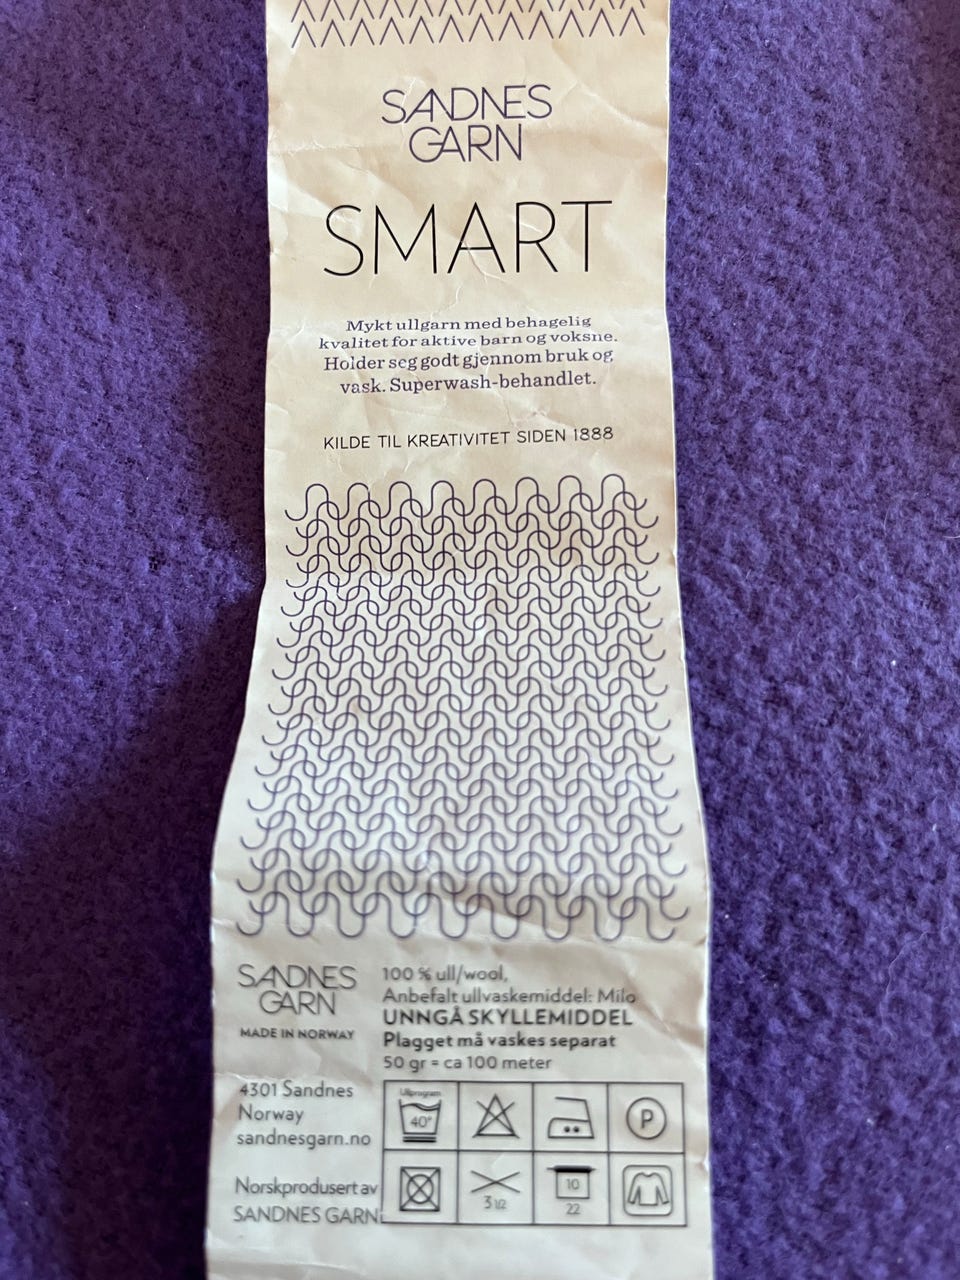 SANDNES
GARN
SMART
Mykt ullgarn med behagelig
kvalitet for aktive barn og voksne.
Holder seg godt gjennom bruk og
vask. Superwash-behandlet.
KILDE TIL KREATIVITET SIDEN 1888
SANDNES
GARN
MADE IN NORWAY
4301 Sandnes
Norway
sandnesgarn.no
Norskprodusert av
SANDNES GARN
100 % ull/wool,
Anbefalt ullvaskemiddel: Milo
UNNGÅ SKYLLEMIDDEL
Plagget må vaskes separat
50 gr = ca 100 meter
Ullprogram
40°
P
3 1/2
10
22